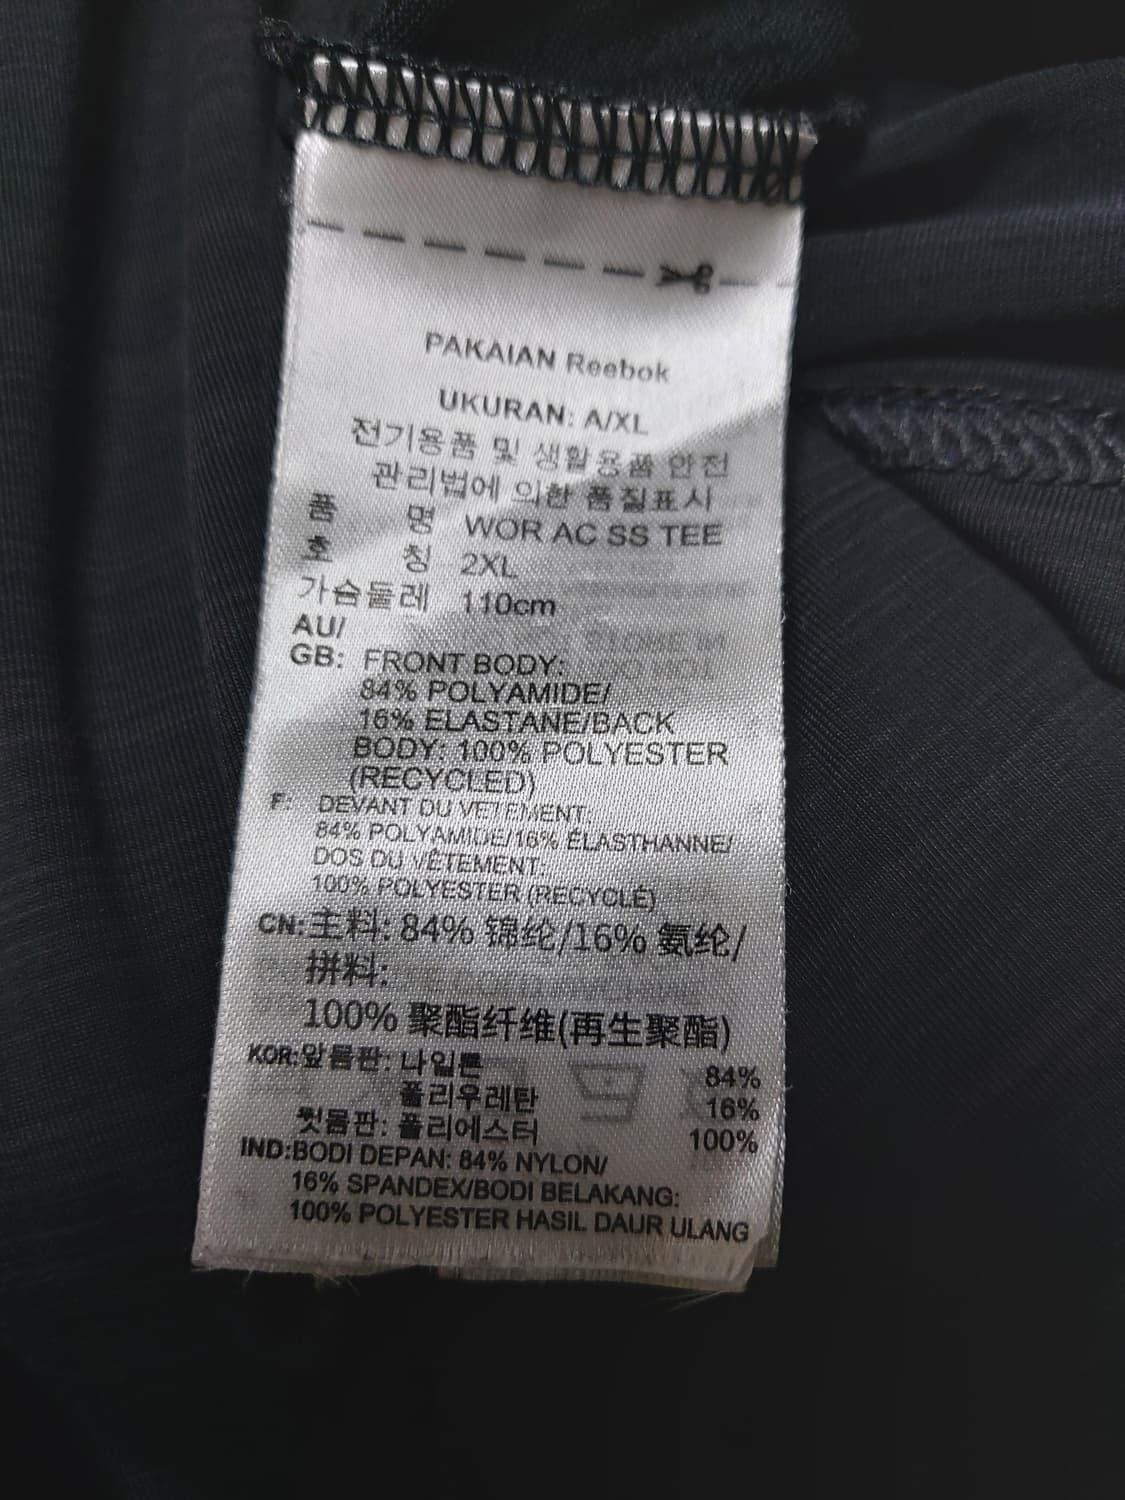 PAKAIAN Reebok
UKURAN: A/XL
전기용품 및 생활용품 안전
관리법에 의한 품질표시
품 명 WOR AC SS TEE
호 칭 2XL
가슴둘레 110cm
AU/
GB: FRONT BODY:
84% POLYAMIDE/
16% ELASTANE/BACK
BODY: 100% POLYESTER
(RECYCLED)
F: DEVANT DU VETEMENT:
84% POLYAMIDE/16% ÉLASTHANNE/
DOS DU VÊTEMENT:
100% POLYESTER (RECYCLÉ)
CN: 主料: 84% 锦纶/16% 氨纶/
拼料:
100% 聚酯纤维(再生聚酯)
KOR: 앞몸판: 나일론 84%
폴리우레탄 16%
뒷몸판: 폴리에스터 100%
IND: BODI DEPAN: 84% NYLON/
16% SPANDEX/BODI BELAKANG:
100% POLYESTER HASIL DAUR ULANG